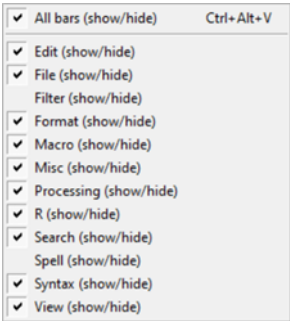 All bars (show/hide) Ctrl+Alt+V
Edit (show/hide)
File (show/hide)
Filter (show/hide)
Format (show/hide)
Macro (show/hide)
Misc (show/hide)
Processing (show/hide)
R (show/hide)
Search (show/hide)
Spell (show/hide)
Syntax (show/hide)
View (show/hide)